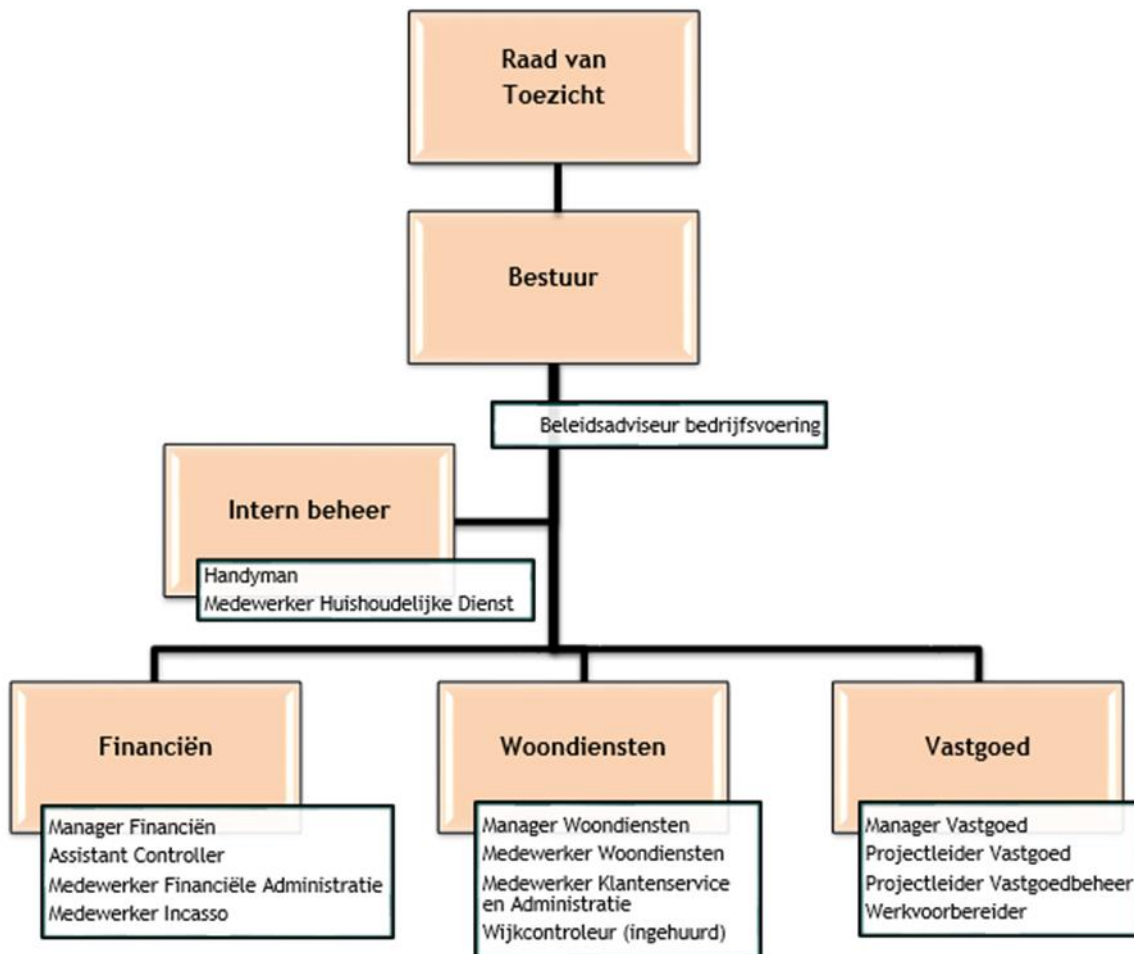 Raad van
Toezicht
Bestuur
Beleidsadviseur bedrijfsvoering
Intern beheer
Handyman
Medewerker Huishoudelijke Dienst
Financiën
Manager Financiën
Assistant Controller
Medewerker Financiële Administratie
Medewerker Incasso
Woondiensten
Manager Woondiensten
Medewerker Woondiensten
Medewerker Klantenservice
en Administratie
Wijkcontroleur (ingehuurd)
Vastgoed
Manager Vastgoed
Projectleider Vastgoed
Projectleider Vastgoedbeheer
Werkvoorbereider